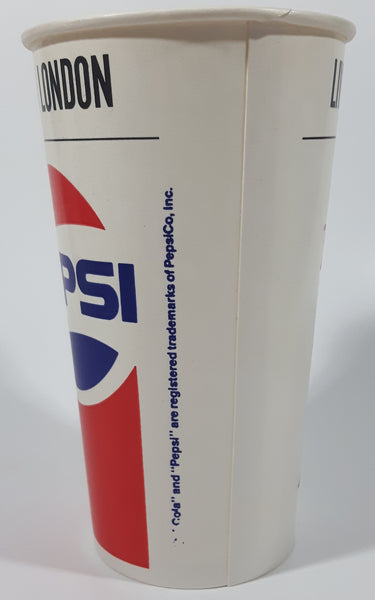 LONDON
PSI
Cola" and "Pepsi" are registered trademarks of PepsiCo, Inc.